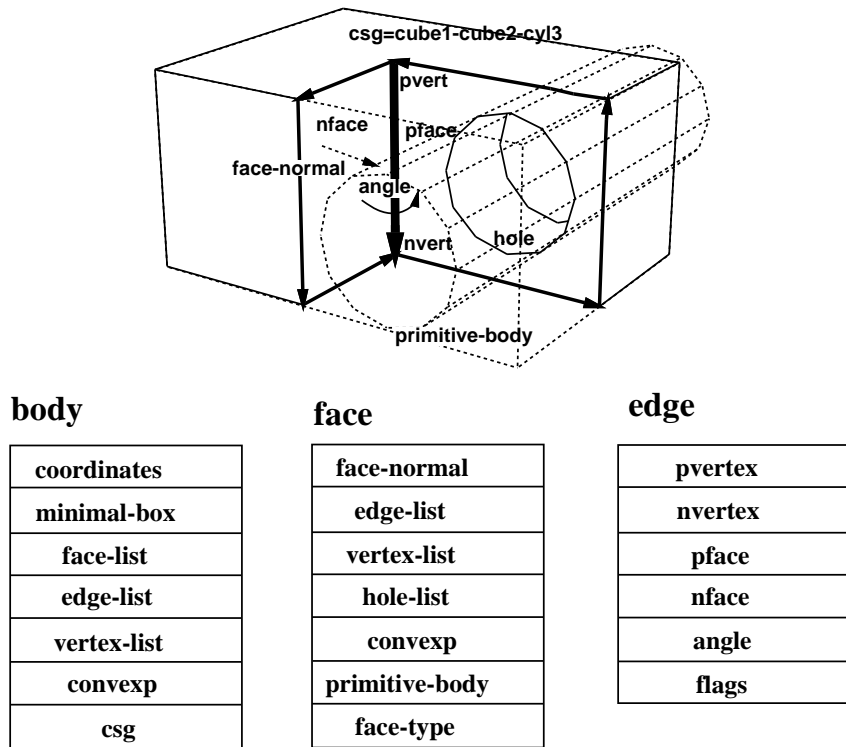 csg=cube1-cube2-cyl3
pvert
nface
pface
face-normal
angle
nvert
hole
primitive-body
body
coordinates
minimal-box
face-list
edge-list
vertex-list
convexp
csg
face
face-normal
edge-list
vertex-list
hole-list
convexp
primitive-body
face-type
edge
pvertex
nvertex
pface
nface
angle
flags